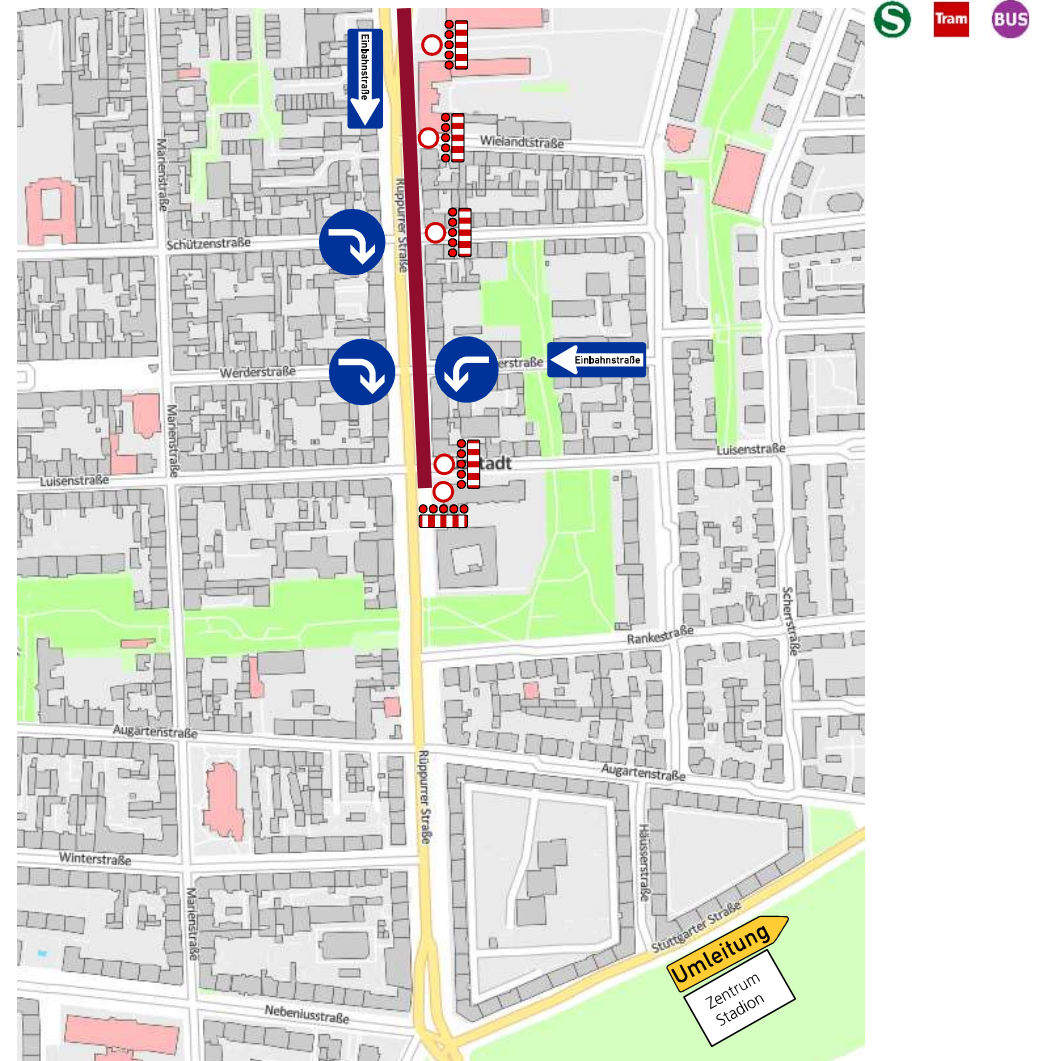 S
Tram
BUS
Einbahnstraße
Wielandtstraße
Marienstraße
Rüppurrer Straße
Schützenstraße
Werderstraße
erstraße
Einbahnstraße
Marienstraße
Luisenstraße
tadt
Luisenstraße
Scherrstraße
Rankestraße
Augartenstraße
Rüppurrer Straße
Augartenstraße
Häusserstraße
Winterstraße
Marienstraße
Stuttgarter Straße
Umleitung
Zentrum
Stadion
Nebeniusstraße